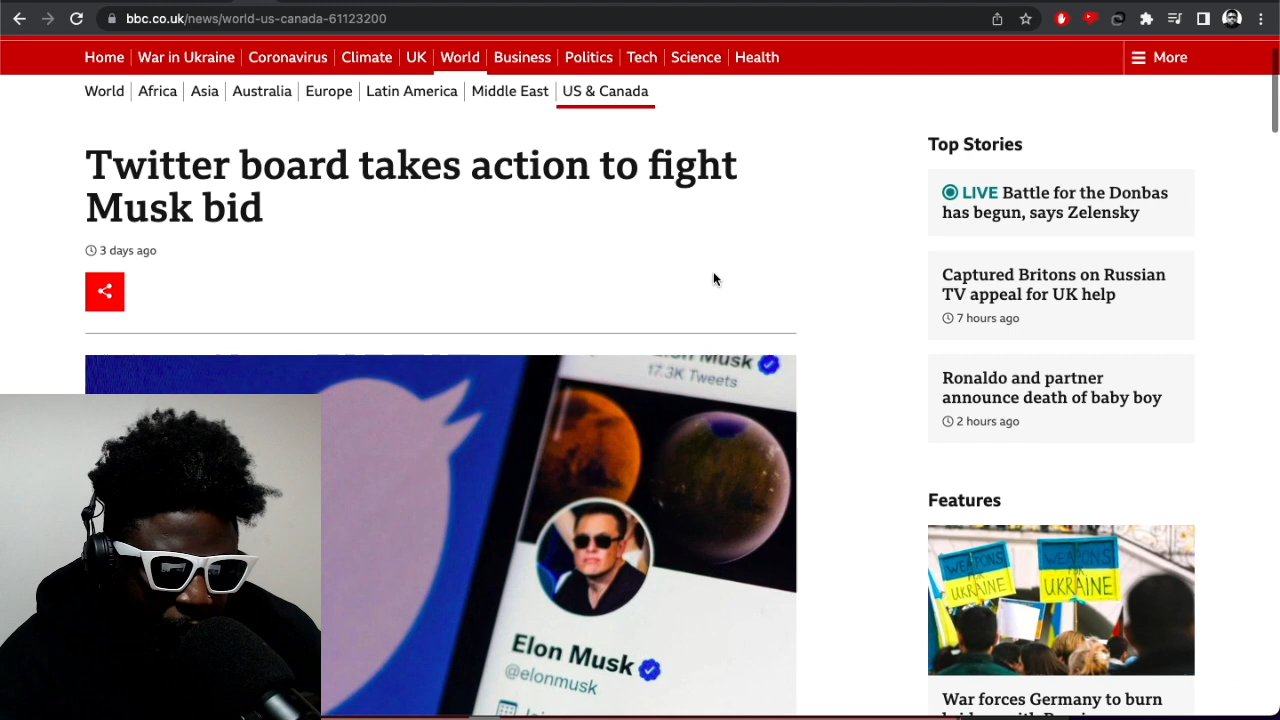 bbc.co.uk/news/world-us-canada-61123200
Home War in Ukraine Coronavirus Climate UK World Business Politics Tech Science Health More
World Africa Asia Australia Europe Latin America Middle East US & Canada
Twitter board takes action to fight
Musk bid
3 days ago
Elon Musk
17.3K Tweets
Elon Musk
@elonmusk
Top Stories
LIVE Battle for the Donbas
has begun, says Zelensky
Captured Britons on Russian
TV appeal for UK help
7 hours ago
Ronaldo and partner
announce death of baby boy
2 hours ago
Features
WEAPONS
FOR
UKRAINE
WEAPONS
FOR
UKRAINE
War forces Germany to burn